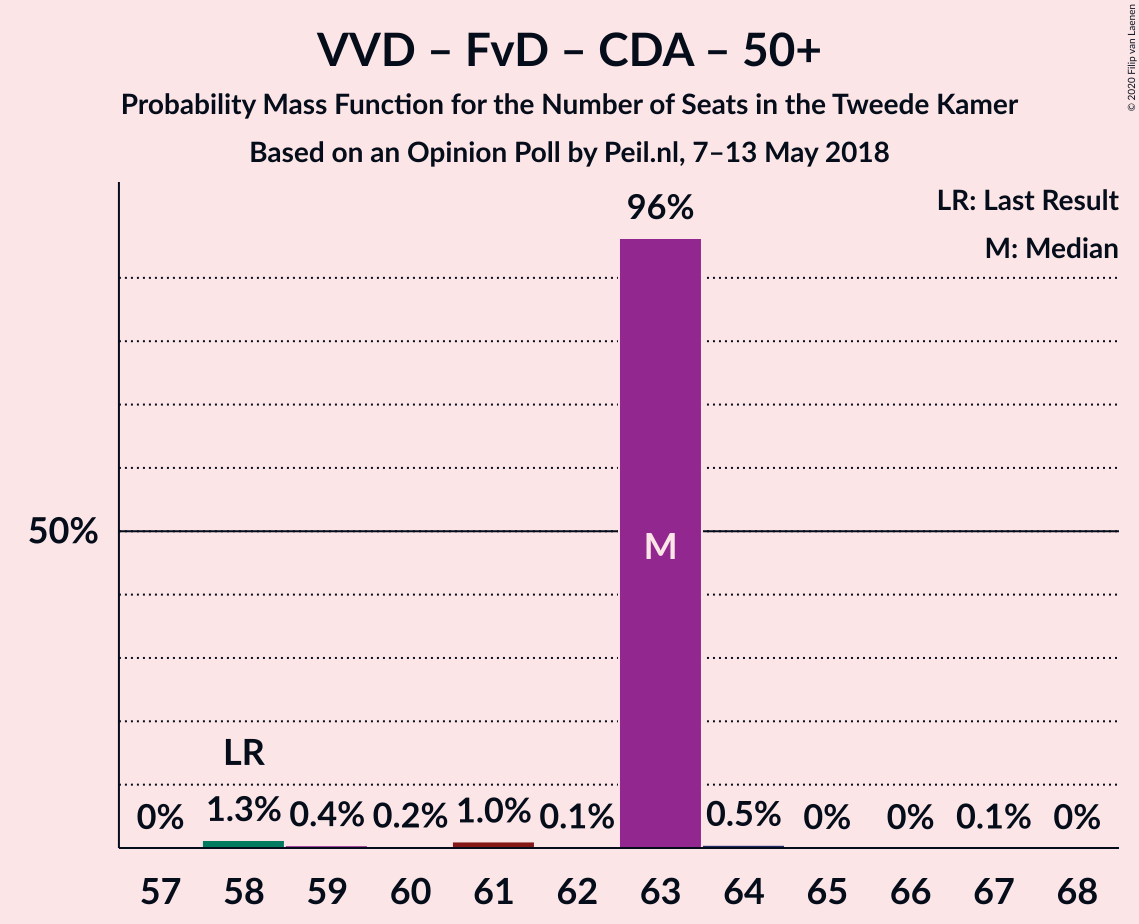 VVD – FvD – CDA – 50+
Probability Mass Function for the Number of Seats in the Tweede Kamer
Based on an Opinion Poll by Peil.nl, 7–13 May 2018
© 2020 Filip van Laenen
LR: Last Result
M: Median
96%
50%
M
LR
0% 1.3% 0.4% 0.2% 1.0% 0.1% 0.5% 0% 0% 0.1% 0%
57 58 59 60 61 62 63 64 65 66 67 68